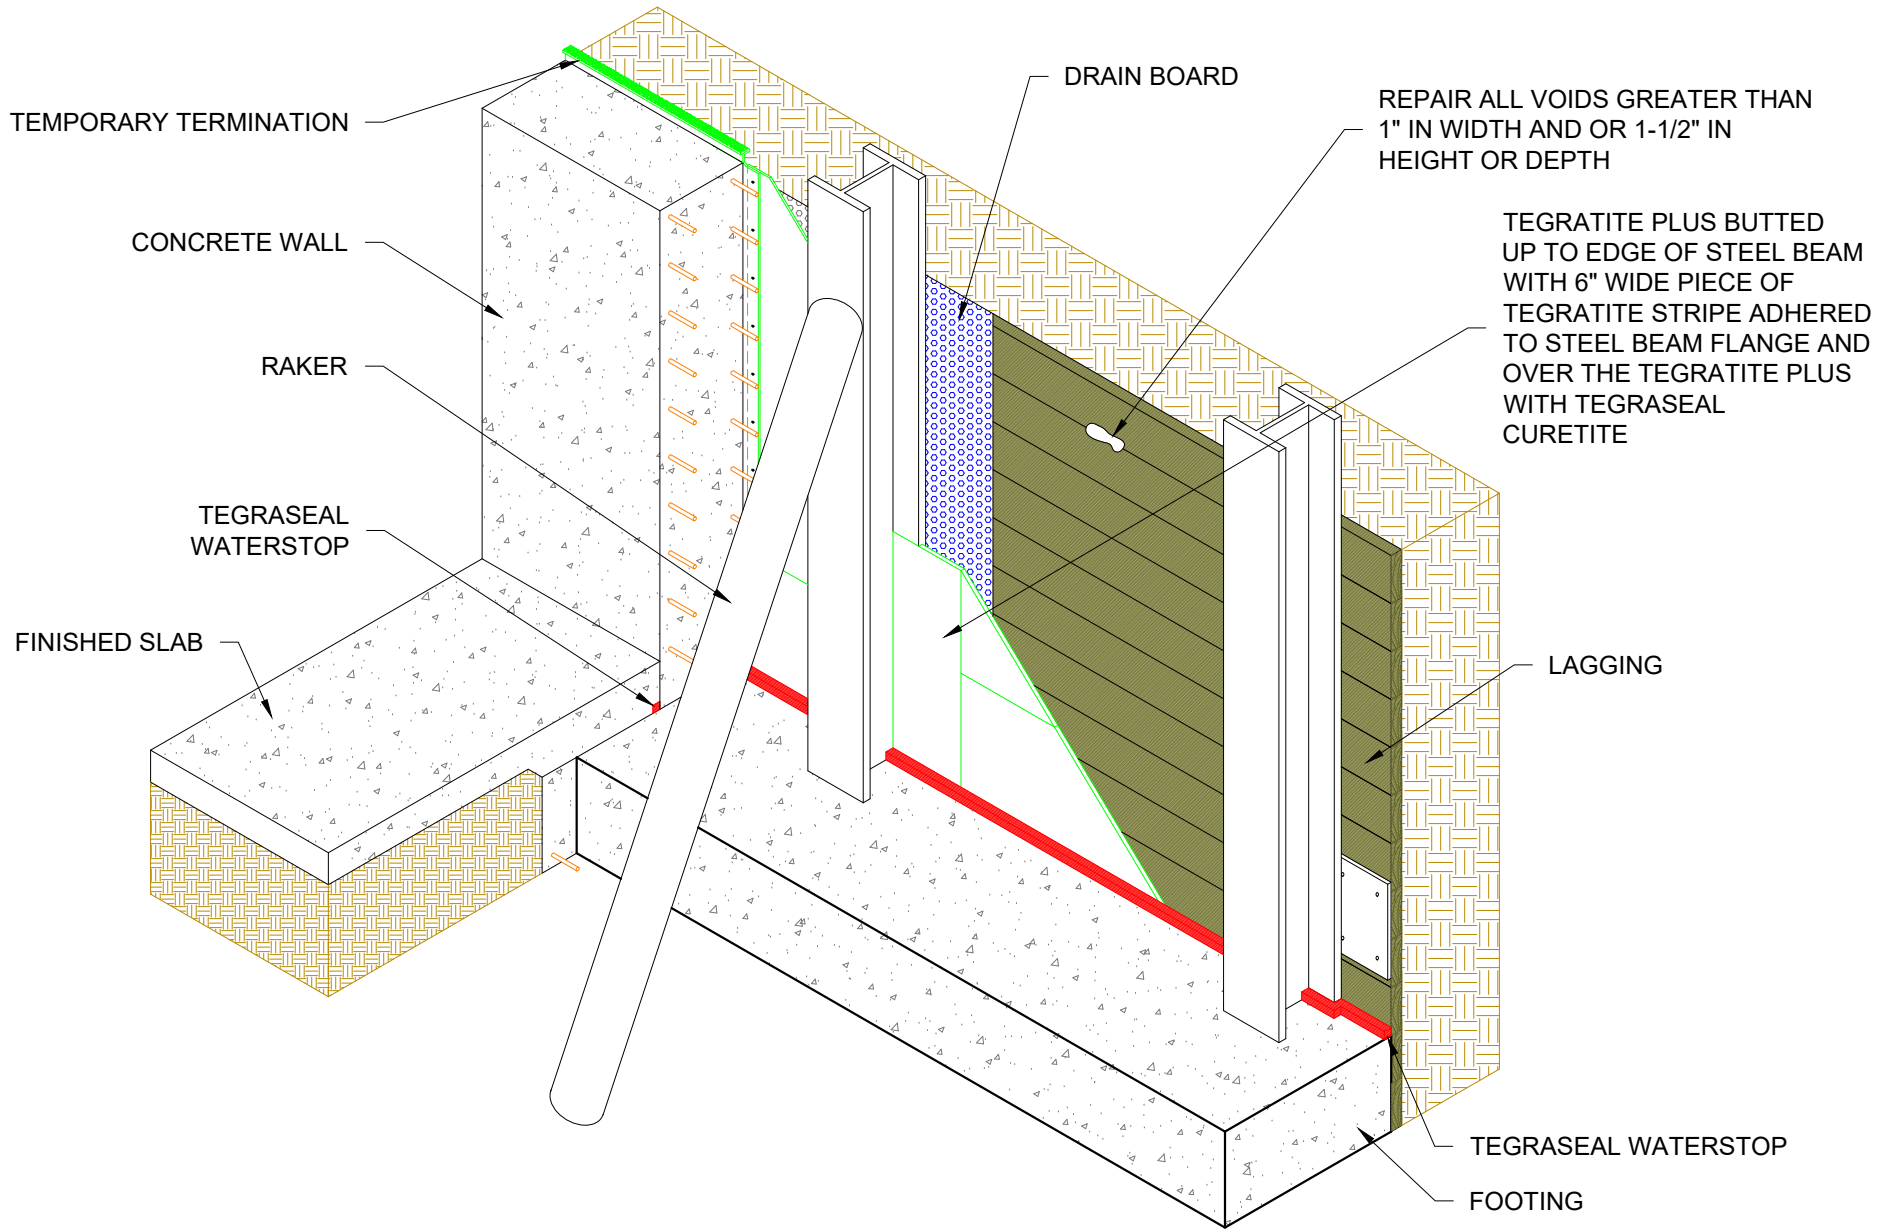 TEMPORARY TERMINATION
CONCRETE WALL
RAKER
TEGRASEAL
WATERSTOP
FINISHED SLAB
DRAIN BOARD
REPAIR ALL VOIDS GREATER THAN
1" IN WIDTH AND OR 1-1/2" IN
HEIGHT OR DEPTH
TEGRATITE PLUS BUTTED
UP TO EDGE OF STEEL BEAM
WITH 6" WIDE PIECE OF
TEGRATITE STRIPE ADHERED
TO STEEL BEAM FLANGE AND
OVER THE TEGRATITE PLUS
WITH TEGRASEAL
CURETITE
LAGGING
TEGRASEAL WATERSTOP
FOOTING